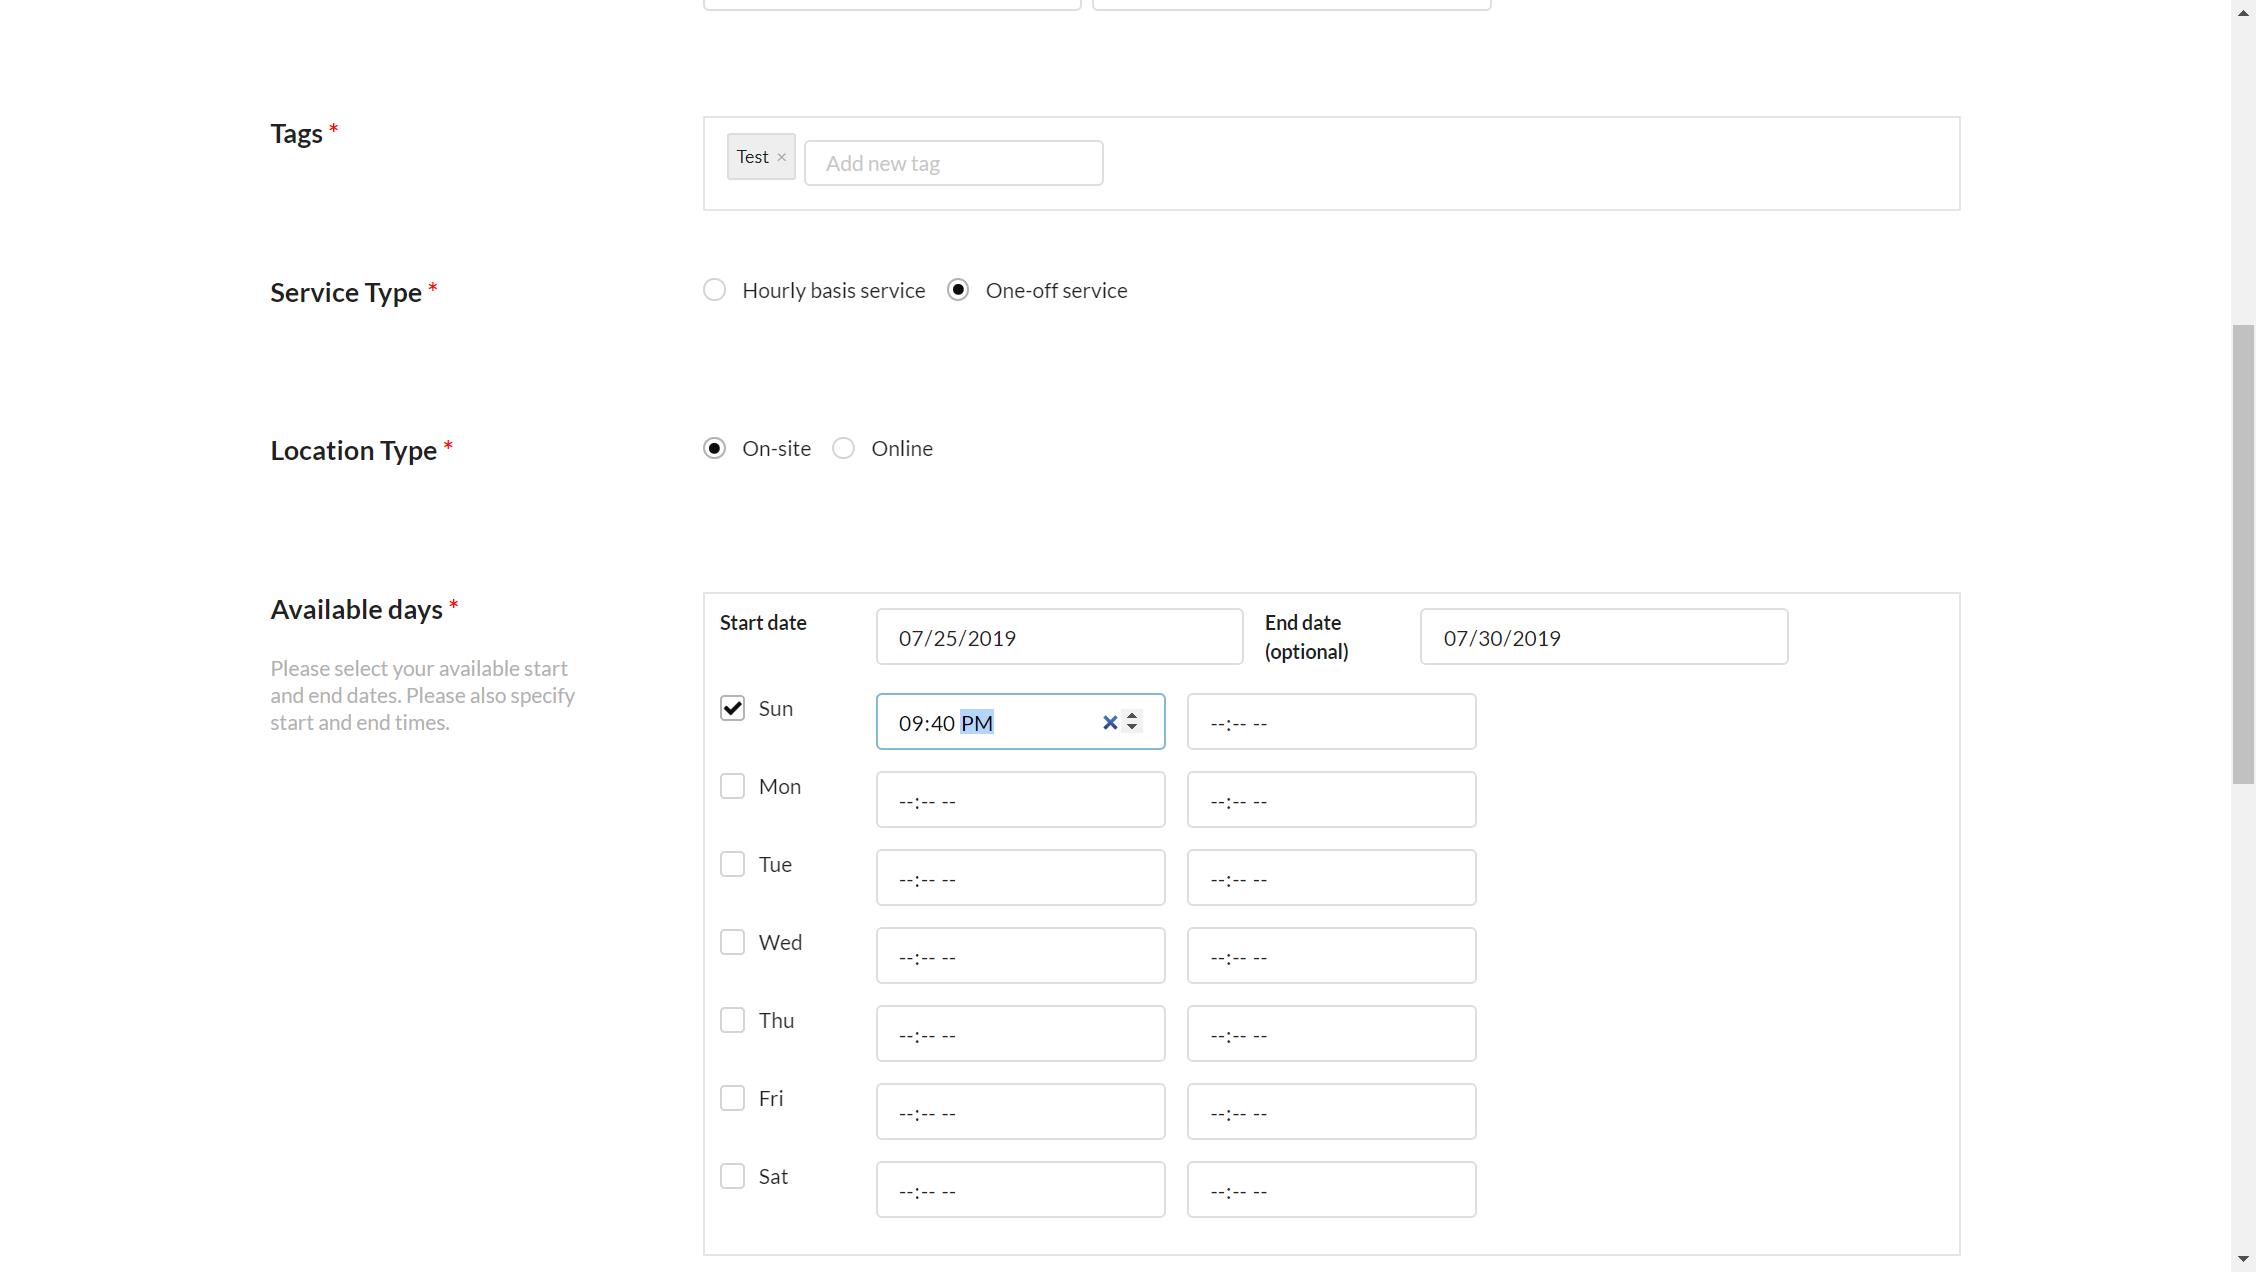 Tags *
Test ×
Add new tag
Service Type *
Hourly basis service
One-off service
Location Type *
On-site
Online
Available days *
Please select your available start
and end dates. Please also specify
start and end times.
Start date
07/25/2019
End date
(optional)
07/30/2019
Sun
09:40 PM
--:-- --
Mon
--:-- --
--:-- --
Tue
--:-- --
--:-- --
Wed
--:-- --
--:-- --
Thu
--:-- --
--:-- --
Fri
--:-- --
--:-- --
Sat
--:-- --
--:-- --